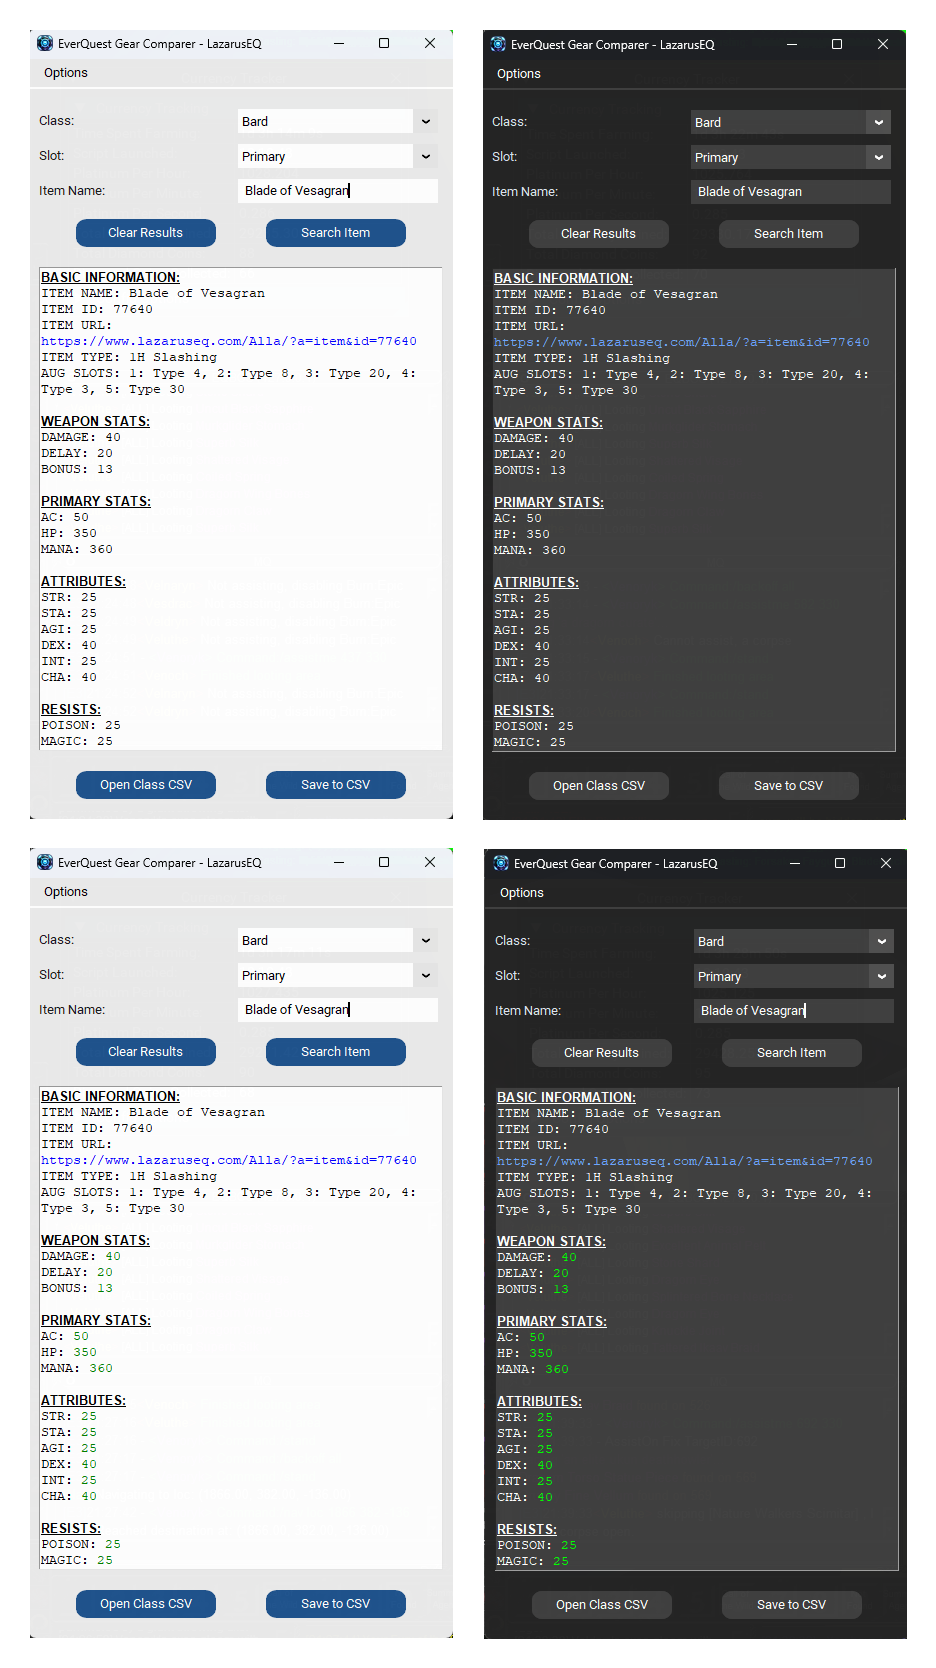 EverQuest Gear Comparer - LazarusEQ
Options
Class:
Bard
Slot:
Primary
Item Name:
Blade of Vesagran
Clear Results
Search Item
BASIC INFORMATION:
ITEM NAME: Blade of Vesagran
ITEM ID: 77640
ITEM URL:
https://www.lazaruseq.com/Alla/?a=item&id=77640
ITEM TYPE: 1H Slashing
AUG SLOTS: 1: Type 4, 2: Type 8, 3: Type 20, 4:
Type 3, 5: Type 30
WEAPON STATS:
DAMAGE: 40
DELAY: 20
BONUS: 13
PRIMARY STATS:
AC: 50
HP: 350
MANA: 360
ATTRIBUTES:
STR: 25
STA: 25
AGI: 25
DEX: 40
INT: 25
CHA: 40
RESISTS:
POISON: 25
MAGIC: 25
Open Class CSV
Save to CSV
EverQuest Gear Comparer - LazarusEQ
Options
Class:
Bard
Slot:
Primary
Item Name:
Blade of Vesagran
Clear Results
Search Item
BASIC INFORMATION:
ITEM NAME: Blade of Vesagran
ITEM ID: 77640
ITEM URL:
https://www.lazaruseq.com/Alla/?a=item&id=77640
ITEM TYPE: 1H Slashing
AUG SLOTS: 1: Type 4, 2: Type 8, 3: Type 20, 4:
Type 3, 5: Type 30
WEAPON STATS:
DAMAGE: 40
DELAY: 20
BONUS: 13
PRIMARY STATS:
AC: 50
HP: 350
MANA: 360
ATTRIBUTES:
STR: 25
STA: 25
AGI: 25
DEX: 40
INT: 25
CHA: 40
RESISTS:
POISON: 25
MAGIC: 25
Open Class CSV
Save to CSV
EverQuest Gear Comparer - LazarusEQ
Options
Class:
Bard
Slot:
Primary
Item Name:
Blade of Vesagran
Clear Results
Search Item
BASIC INFORMATION:
ITEM NAME: Blade of Vesagran
ITEM ID: 77640
ITEM URL:
https://www.lazaruseq.com/Alla/?a=item&id=77640
ITEM TYPE: 1H Slashing
AUG SLOTS: 1: Type 4, 2: Type 8, 3: Type 20, 4:
Type 3, 5: Type 30
WEAPON STATS:
DAMAGE: 40
DELAY: 20
BONUS: 13
PRIMARY STATS:
AC: 50
HP: 350
MANA: 360
ATTRIBUTES:
STR: 25
STA: 25
AGI: 25
DEX: 40
INT: 25
CHA: 40
RESISTS:
POISON: 25
MAGIC: 25
Open Class CSV
Save to CSV
EverQuest Gear Comparer - LazarusEQ
Options
Class:
Bard
Slot:
Primary
Item Name:
Blade of Vesagran
Clear Results
Search Item
BASIC INFORMATION:
ITEM NAME: Blade of Vesagran
ITEM ID: 77640
ITEM URL:
https://www.lazaruseq.com/Alla/?a=item&id=77640
ITEM TYPE: 1H Slashing
AUG SLOTS: 1: Type 4, 2: Type 8, 3: Type 20, 4:
Type 3, 5: Type 30
WEAPON STATS:
DAMAGE: 40
DELAY: 20
BONUS: 13
PRIMARY STATS:
AC: 50
HP: 350
MANA: 360
ATTRIBUTES:
STR: 25
STA: 25
AGI: 25
DEX: 40
INT: 25
CHA: 40
RESISTS:
POISON: 25
MAGIC: 25
Open Class CSV
Save to CSV